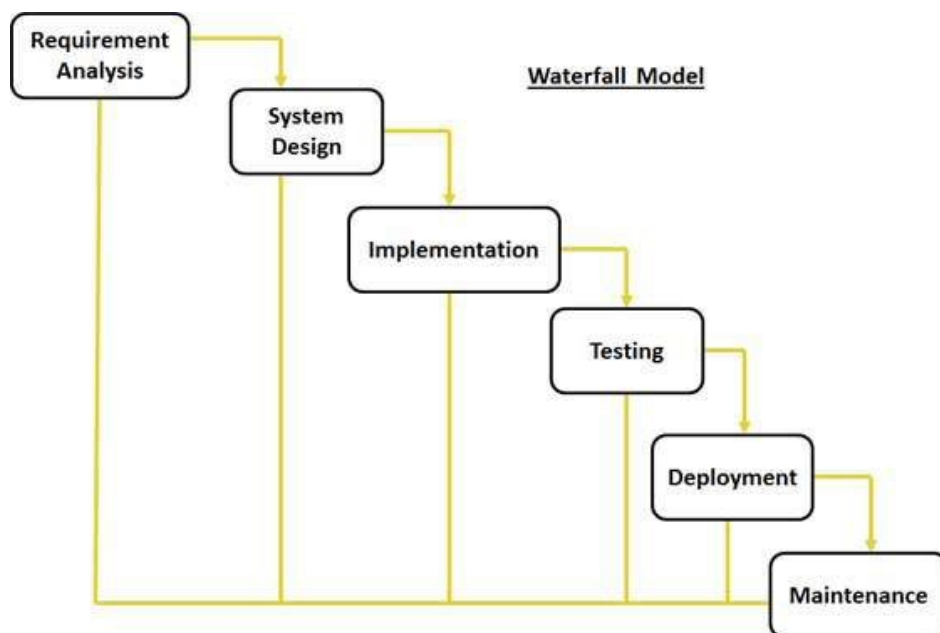 Requirement
Analysis
Waterfall Model
System
Design
Implementation
Testing
Deployment
Maintenance